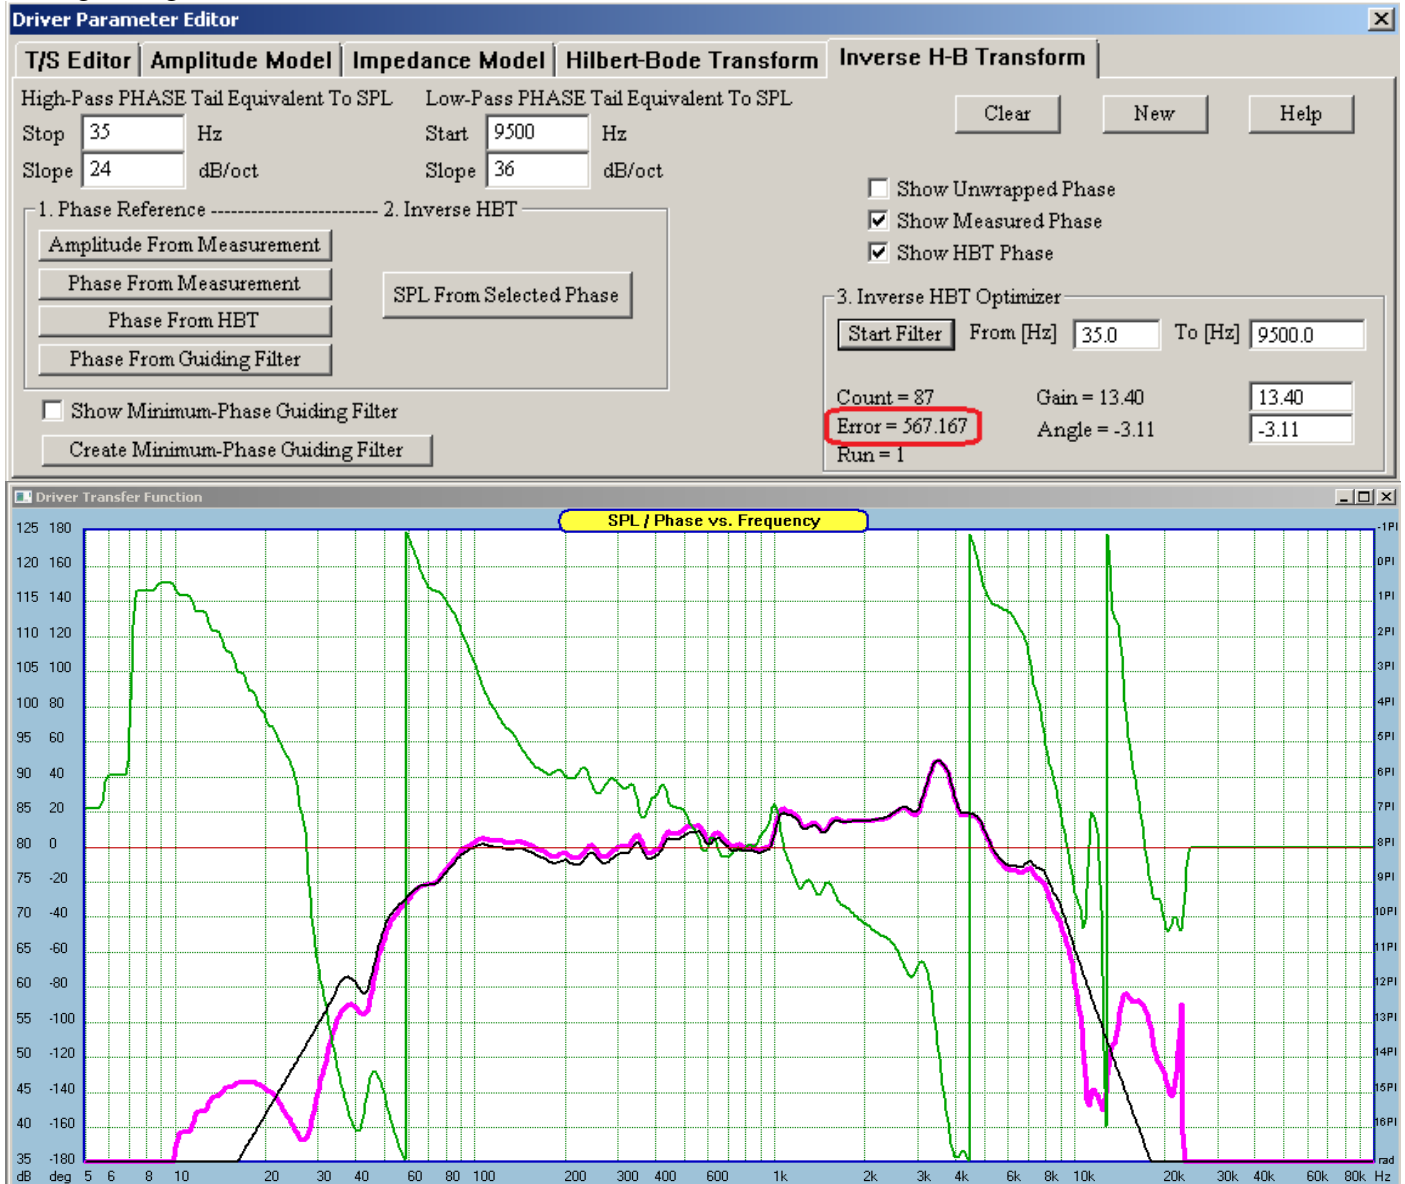 Driver Parameter Editor
T/S Editor Amplitude Model Impedance Model Hilbert-Bode Transform Inverse H-B Transform
High-Pass PHASE Tail Equivalent To SPL Low-Pass PHASE Tail Equivalent To SPL
Clear New Help
Stop 35 Hz Start 9500 Hz
Slope 24 dB/oct Slope 36 dB/oct
Show Unwrapped Phase
1. Phase Reference ------------------------- 2. Inverse HBT
Show Measured Phase
Amplitude From Measurement
Show HBT Phase
Phase From Measurement
SPL From Selected Phase
3. Inverse HBT Optimizer
Phase From HBT
Start Filter From [Hz] 35.0 To [Hz] 9500.0
Phase From Guiding Filter
Count = 87 Gain = 13.40 13.40
Show Minimum-Phase Guiding Filter
Error = 567.167 Angle = -3.11 -3.11
Create Minimum-Phase Guiding Filter
Run = 1
Driver Transfer Function
SPL / Phase vs. Frequency
125 180 -1PI
120 160 0PI
115 140 1PI
110 120 2PI
105 100 3PI
100 80 4PI
95 60 5PI
90 40 6PI
85 20 7PI
80 0 8PI
75 -20 9PI
70 -40 10PI
65 -60 11PI
60 -80 12PI
55 -100 13PI
50 -120 14PI
45 -140 15PI
40 -160 16PI
35 -180 rad
dB deg 5 6 8 10 20 30 40 60 80 100 200 300 400 600 1k 2k 3k 4k 6k 8k 10k 20k 30k 40k 60k 80k Hz